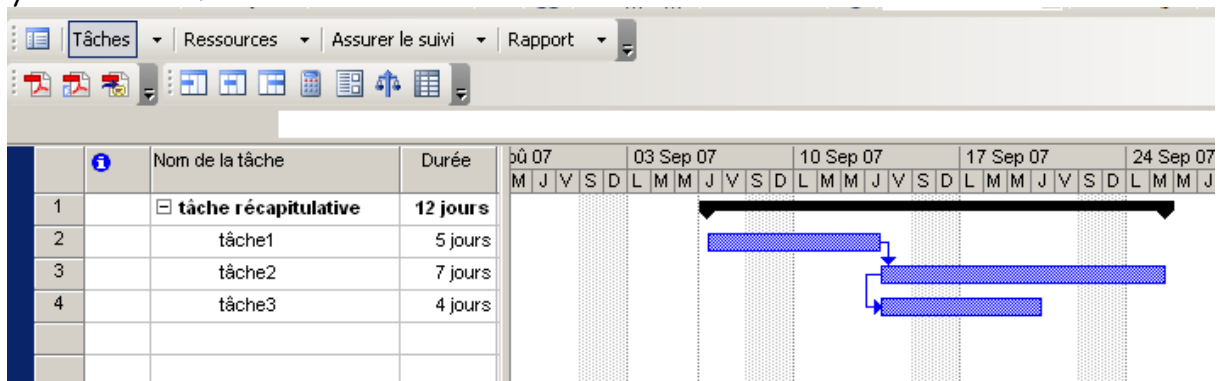 Tâches Ressources Assurer le suivi Rapport
Nom de la tâche Durée oû 07 03 Sep 07 10 Sep 07 17 Sep 07 24 Sep 07
M J V S D L M M J V S D L M M J V S D L M M J V S D L M M J
1 tâche récapitulative 12 jours
2 tâche1 5 jours
3 tâche2 7 jours
4 tâche3 4 jours